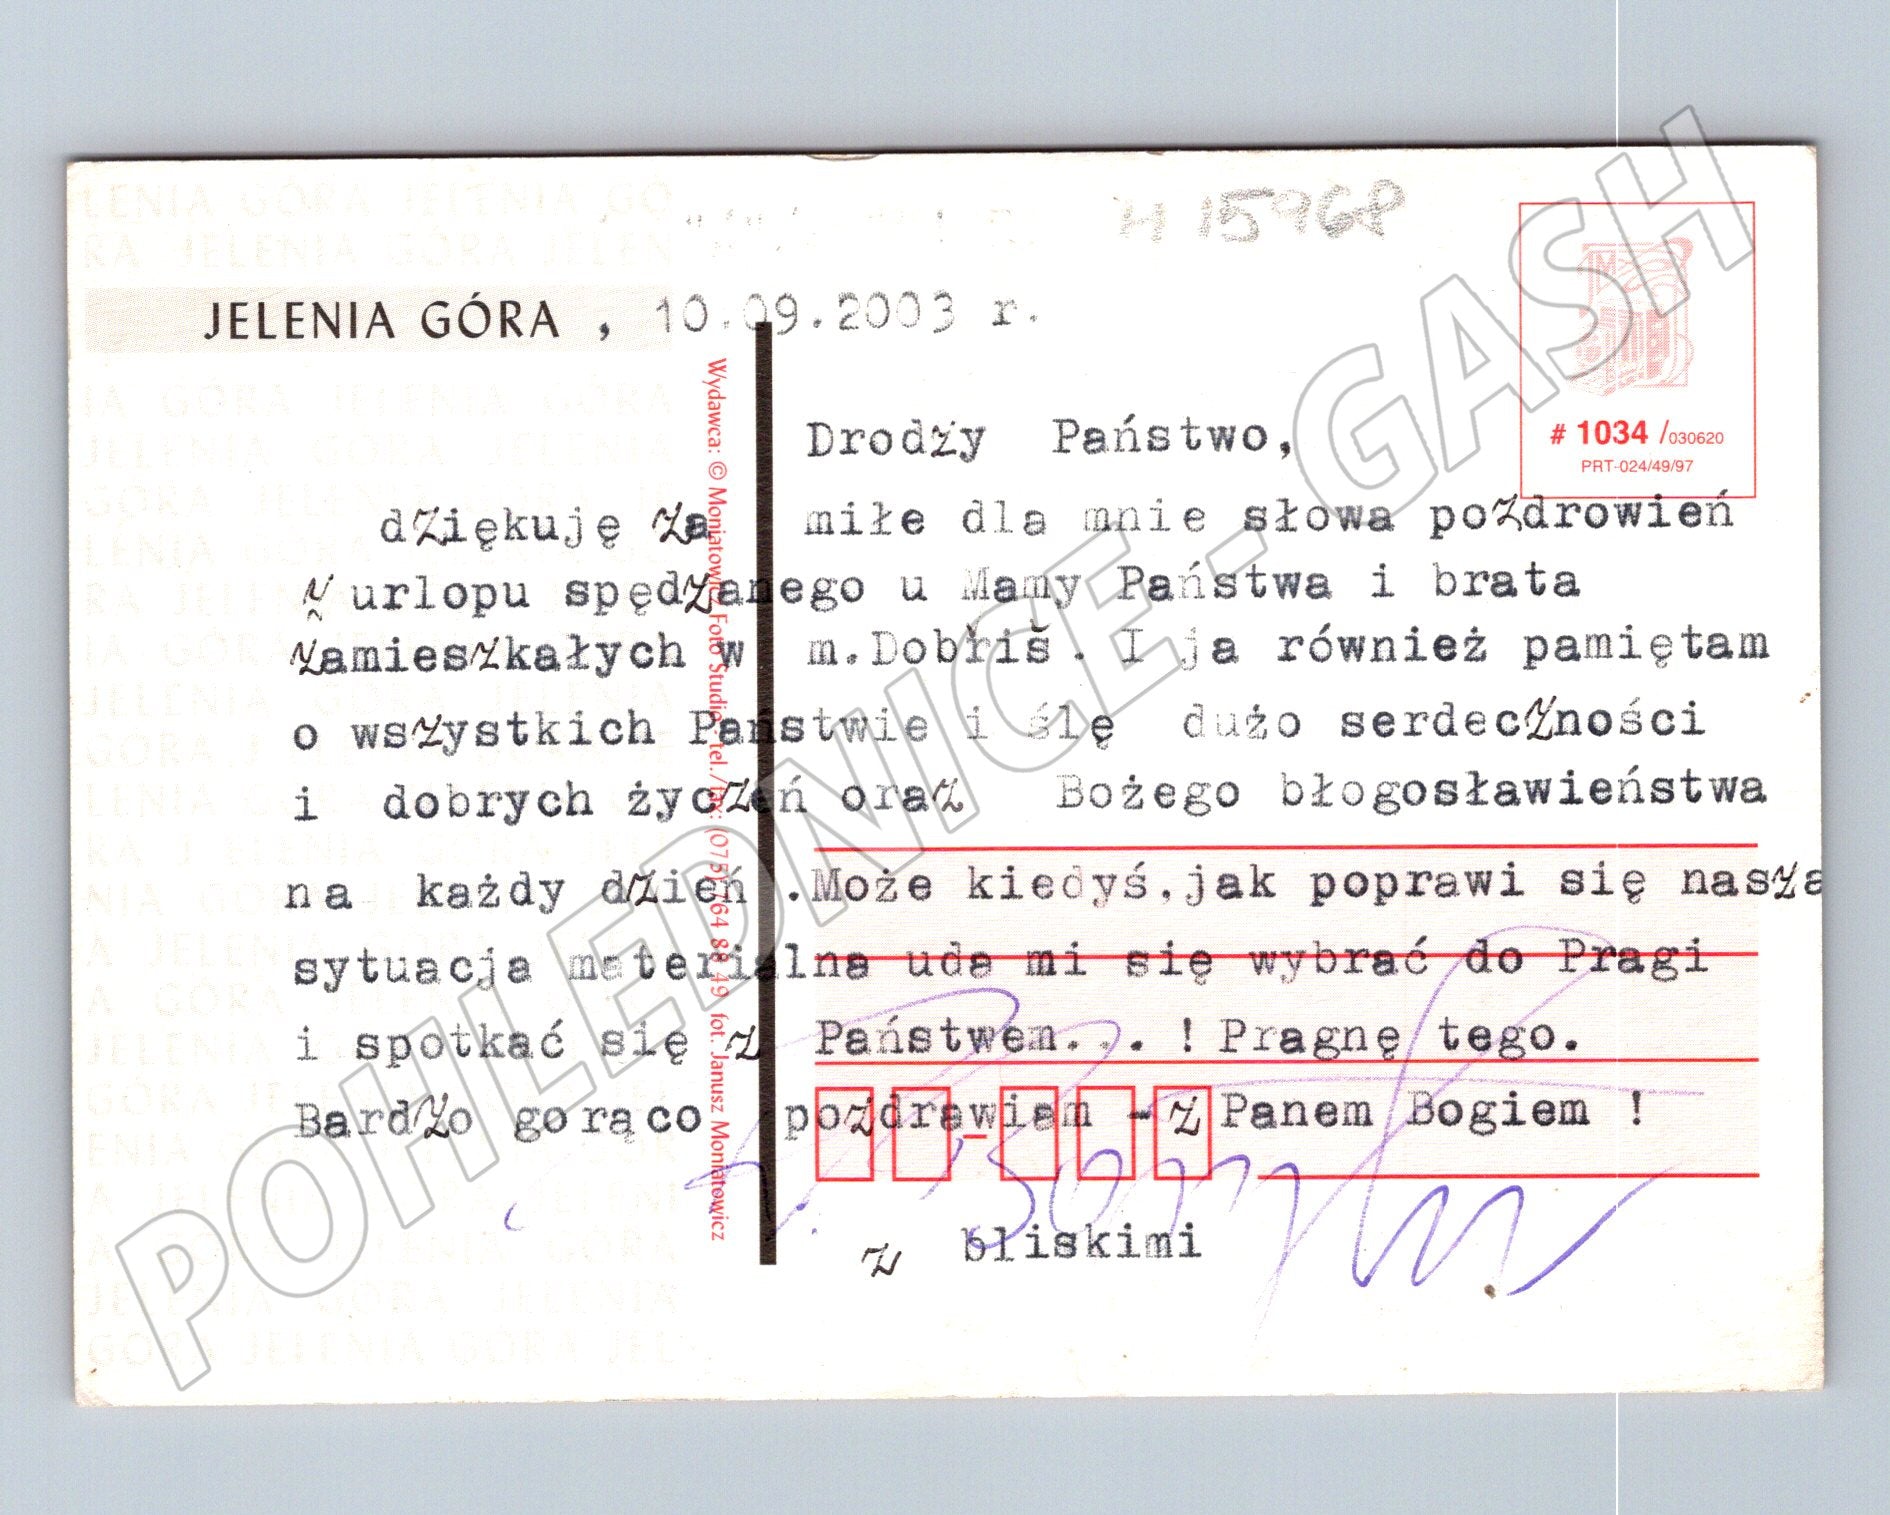 H 15968
JELENIA GÓRA , 10.09.2003 r.
# 1034 /030620
PRT-024/49/97
Drodzy Państwo,
dziękuję za miłe dla mnie słowa pozdrowień
z urlopu spędzanego u Mamy Państwa i brata
zamieszkałych w m.Dobřiš. I ja również pamiętam
o wszystkich Państwie i ślę dużo serdeczności
i dobrych życzeń oraz Bożego błogosławieństwa
na każdy dzień .Może kiedyś,jak poprawi się nasza
sytuacja materialna uda mi się wybrać do Pragi
i spotkać się z Państwem...! Pragnę tego.
Bardzo gorąco pozdrawiam - z Panem Bogiem !
z bliskimi
Wydawca: © Moniatowicz Foto Studio, tel./fax: (075) 764 88 49 fot. Janusz Moniatowicz
POHLEDNICE - GASH